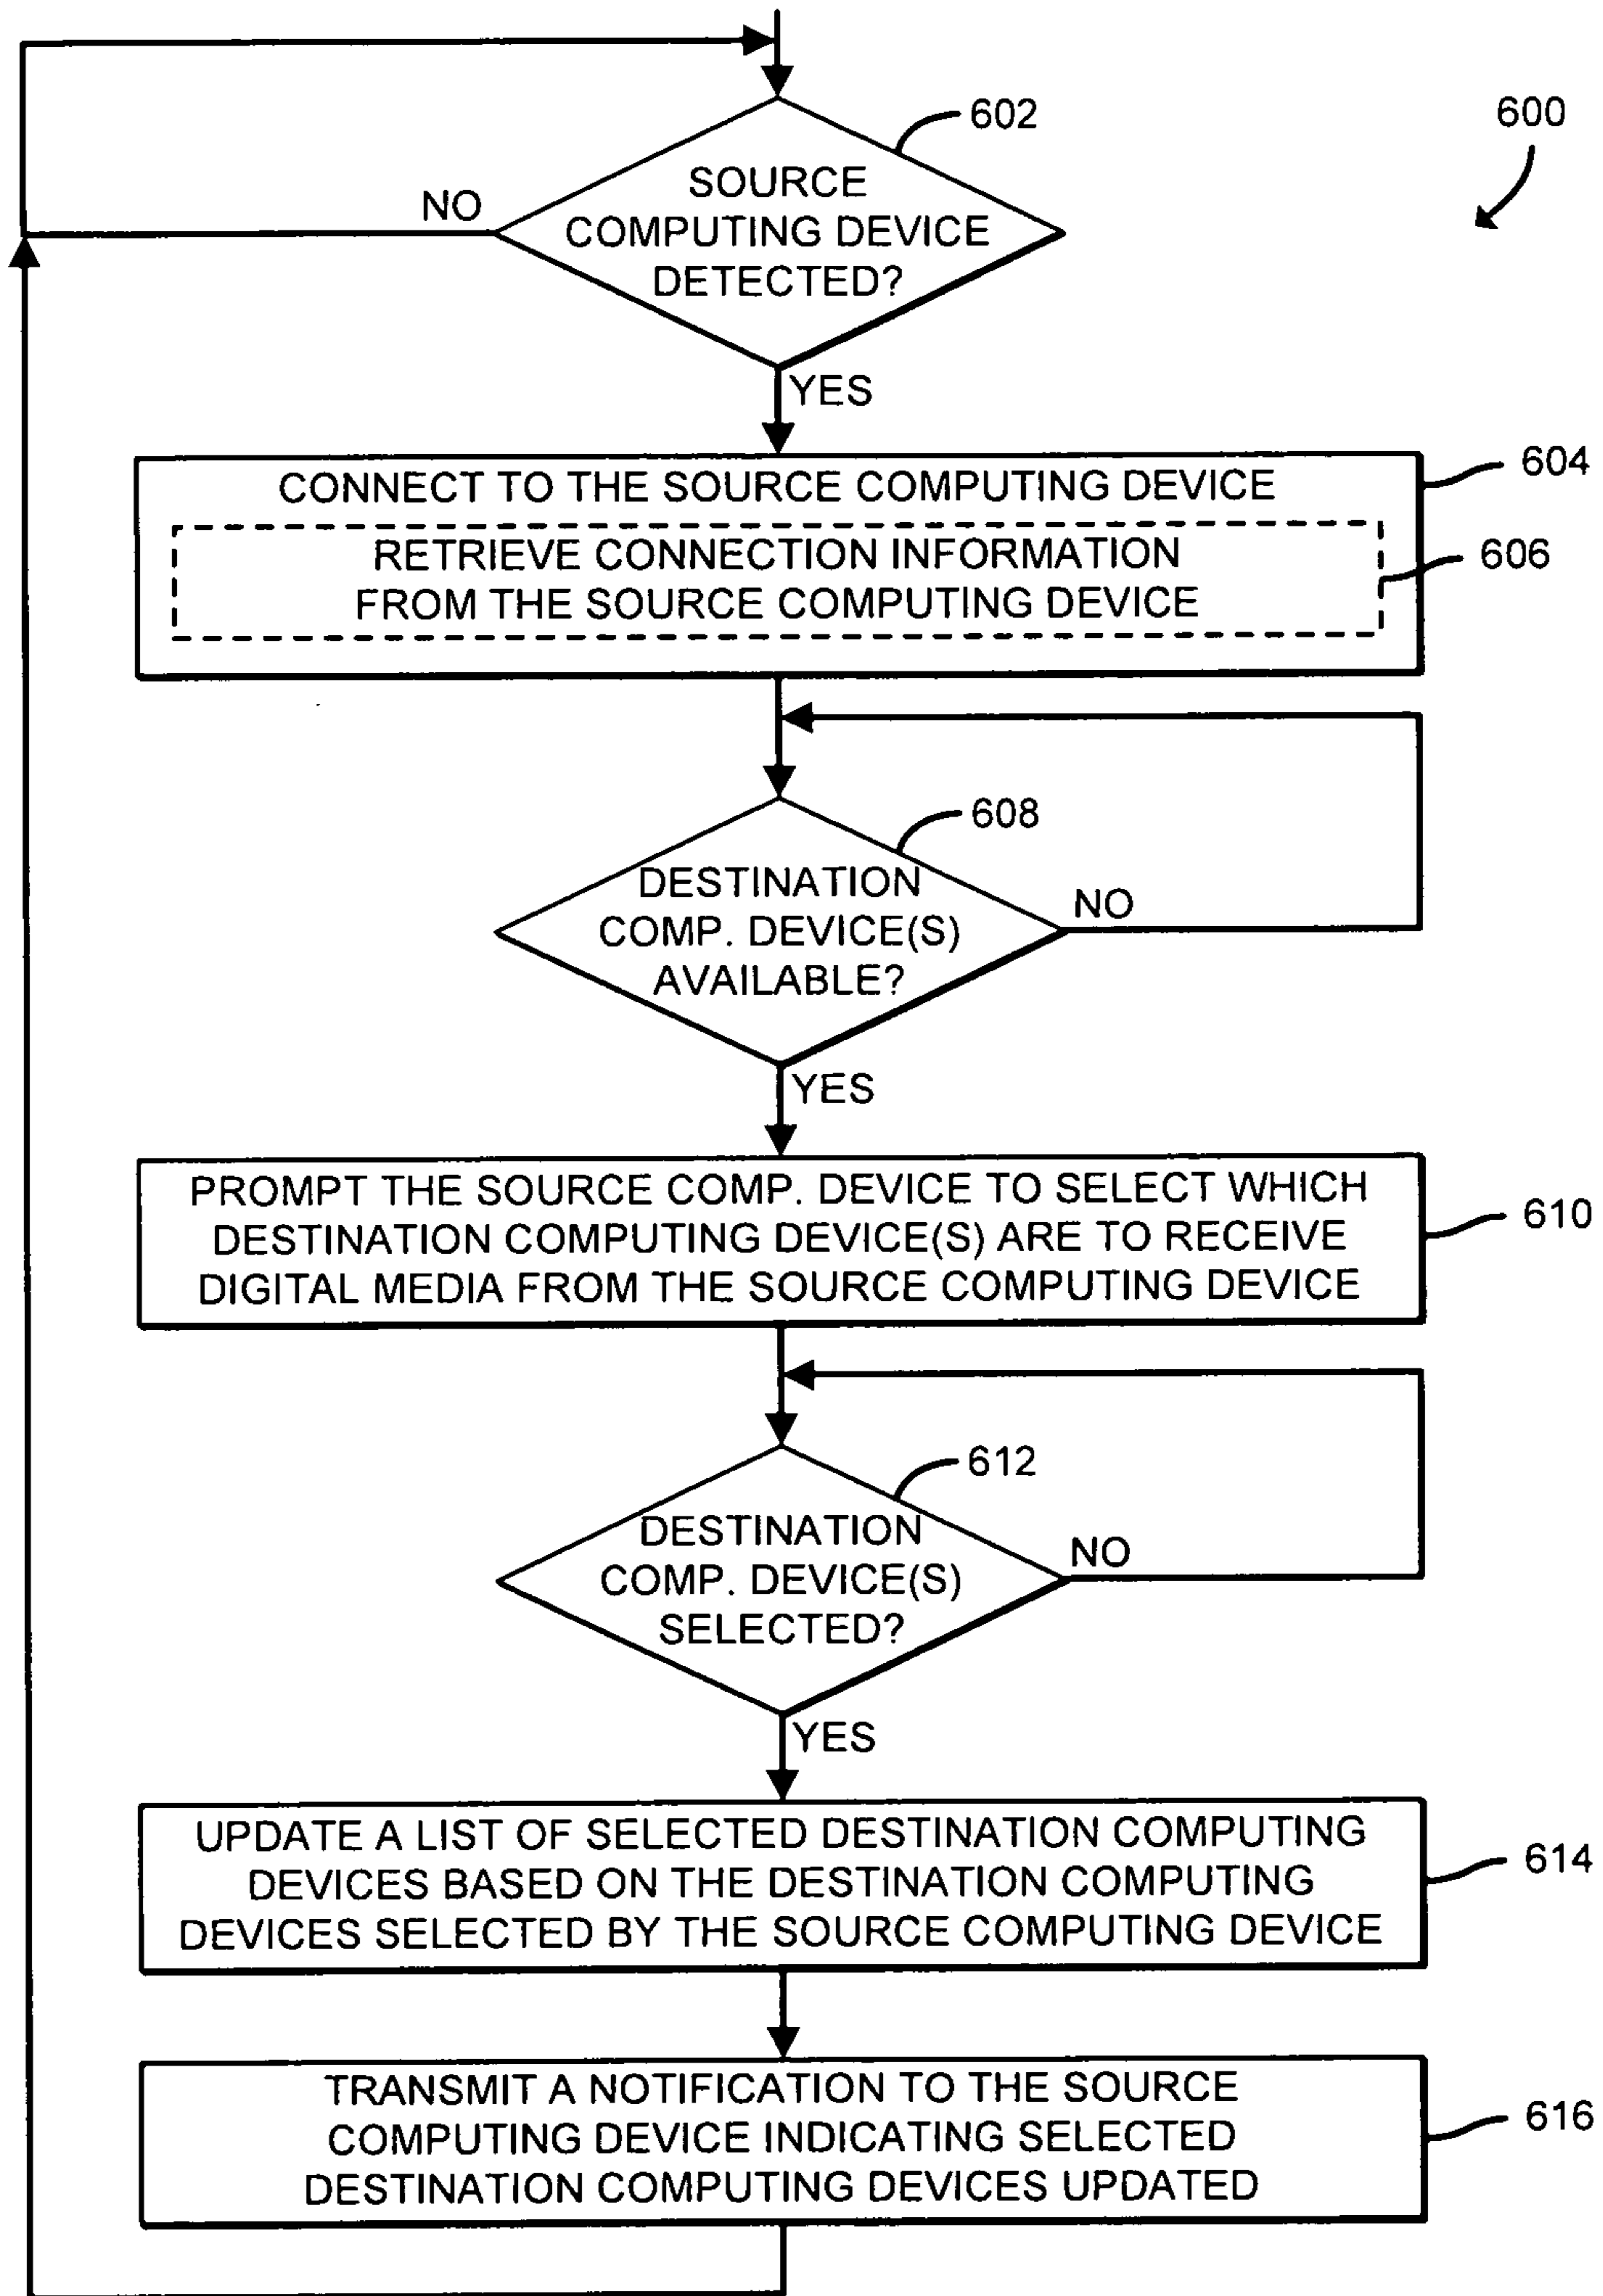 602
600
SOURCE
COMPUTING DEVICE
DETECTED?
NO
YES
CONNECT TO THE SOURCE COMPUTING DEVICE
604
RETRIEVE CONNECTION INFORMATION
FROM THE SOURCE COMPUTING DEVICE
606
608
DESTINATION
COMP. DEVICE(S)
AVAILABLE?
NO
YES
PROMPT THE SOURCE COMP. DEVICE TO SELECT WHICH
DESTINATION COMPUTING DEVICE(S) ARE TO RECEIVE
DIGITAL MEDIA FROM THE SOURCE COMPUTING DEVICE
610
612
DESTINATION
COMP. DEVICE(S)
SELECTED?
NO
YES
UPDATE A LIST OF SELECTED DESTINATION COMPUTING
DEVICES BASED ON THE DESTINATION COMPUTING
DEVICES SELECTED BY THE SOURCE COMPUTING DEVICE
614
TRANSMIT A NOTIFICATION TO THE SOURCE
COMPUTING DEVICE INDICATING SELECTED
DESTINATION COMPUTING DEVICES UPDATED
616